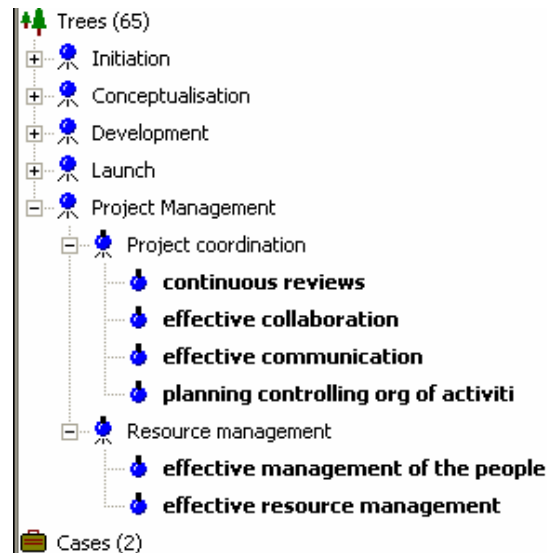 Trees (65)
Initiation
Conceptualisation
Development
Launch
Project Management
Project coordination
continuous reviews
effective collaboration
effective communication
planning controlling org of activiti
Resource management
effective management of the people
effective resource management
Cases (2)